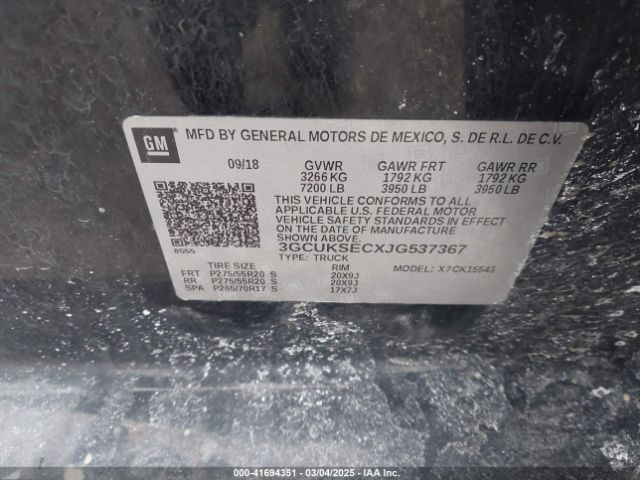 GM
MFD BY GENERAL MOTORS DE MEXICO, S. DE R.L. DE C.V.
09/18 GVWR GAWR FRT GAWR RR
3266 KG 1792 KG 1792 KG
7200 LB 3950 LB 3950 LB
THIS VEHICLE CONFORMS TO ALL
APPLICABLE U.S. FEDERAL MOTOR
VEHICLE SAFETY STANDARDS IN EFFECT
ON THE DATE OF MANUFACTURE
SHOWN ABOVE.
8555 3GCUKSECXJG537367
TYPE: TRUCK
TIRE SIZE RIM MODEL: X7CK15543
FRT P275/55R20 S 20X9J
RR P275/55R20 S 20X9J
SPA P265/70R17 S 17X7J
000-41694351 | 03/04/2025 | IAA Inc.